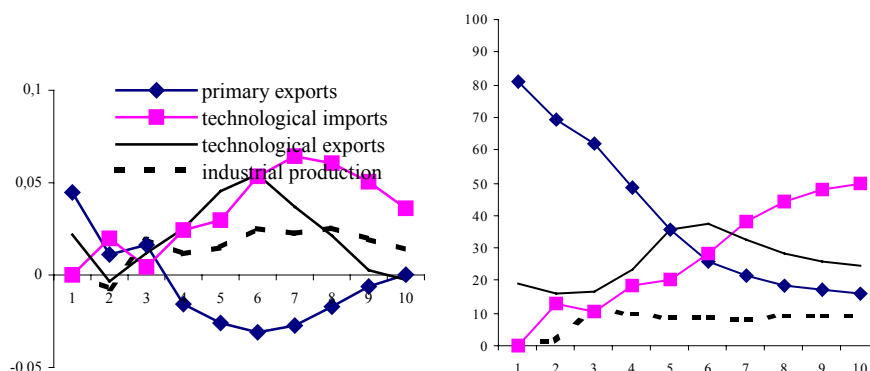 0,1
primary exports
technological imports
technological exports
0,05
industrial production
0
1 2 3 4 5 6 7 8 9 10
-0,05
100
90
80
70
60
50
40
30
20
10
0
1 2 3 4 5 6 7 8 9 10